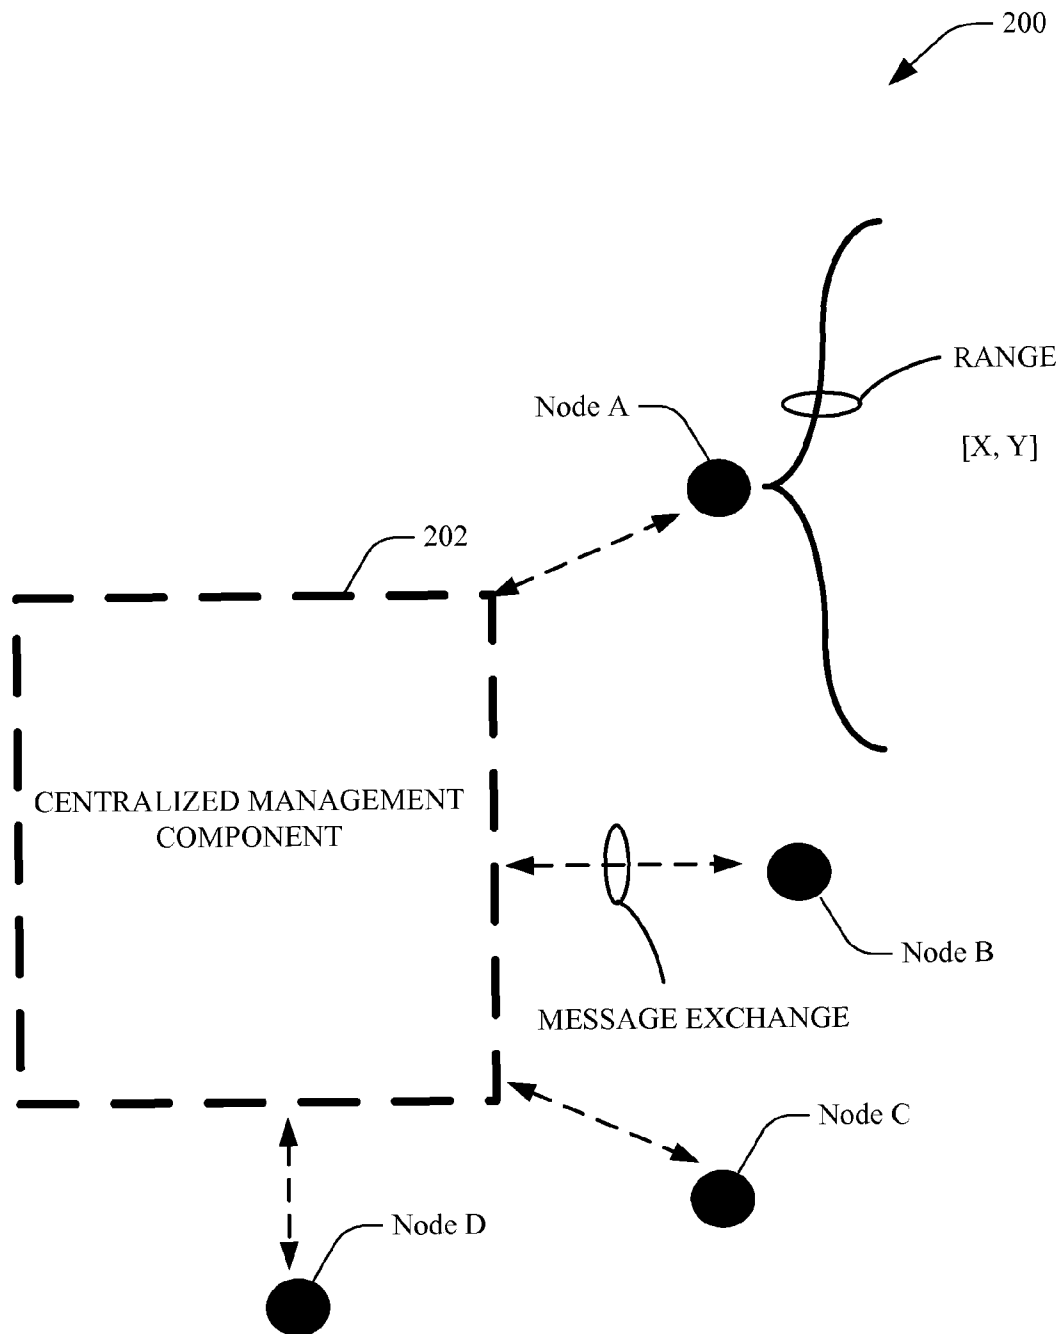 200
RANGE
Node A
[X, Y]
202
CENTRALIZED MANAGEMENT
COMPONENT
Node B
MESSAGE EXCHANGE
Node C
Node D